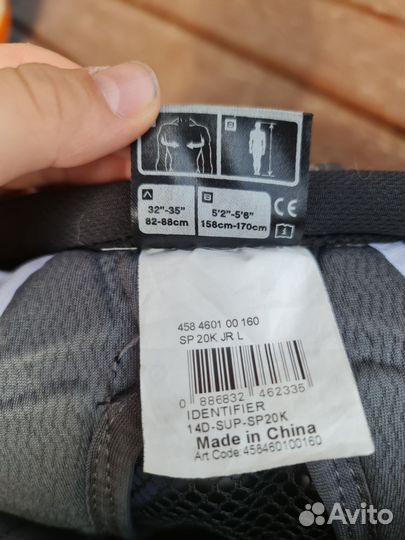 A
B
A
B
32"-35"
5'2"-5'6"
82-88cm
158cm-170cm
CE
i
458 4601 00 160
SP 20K JR L
0 886832 462335
IDENTIFIER
14D-SUP-SP20K
Made in China
Art Code: 458460100160
Avito